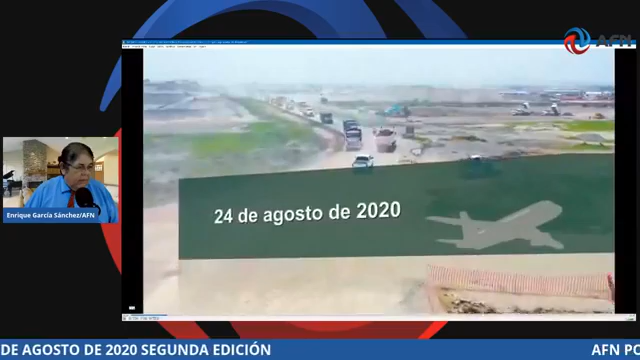 AFN
24 de agosto de 2020
Enrique García Sánchez/AFN
DE AGOSTO DE 2020 SEGUNDA EDICIÓN
AFN PO